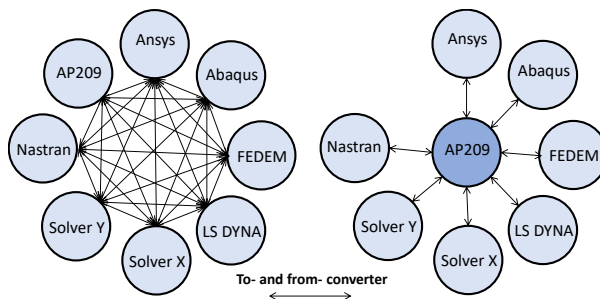 Ansys
AP209
Abaqus
Nastran
FEDEM
Solver Y
LS DYNA
Solver X
Ansys
Abaqus
Nastran
AP209
FEDEM
Solver Y
LS DYNA
Solver X
To- and from- converter